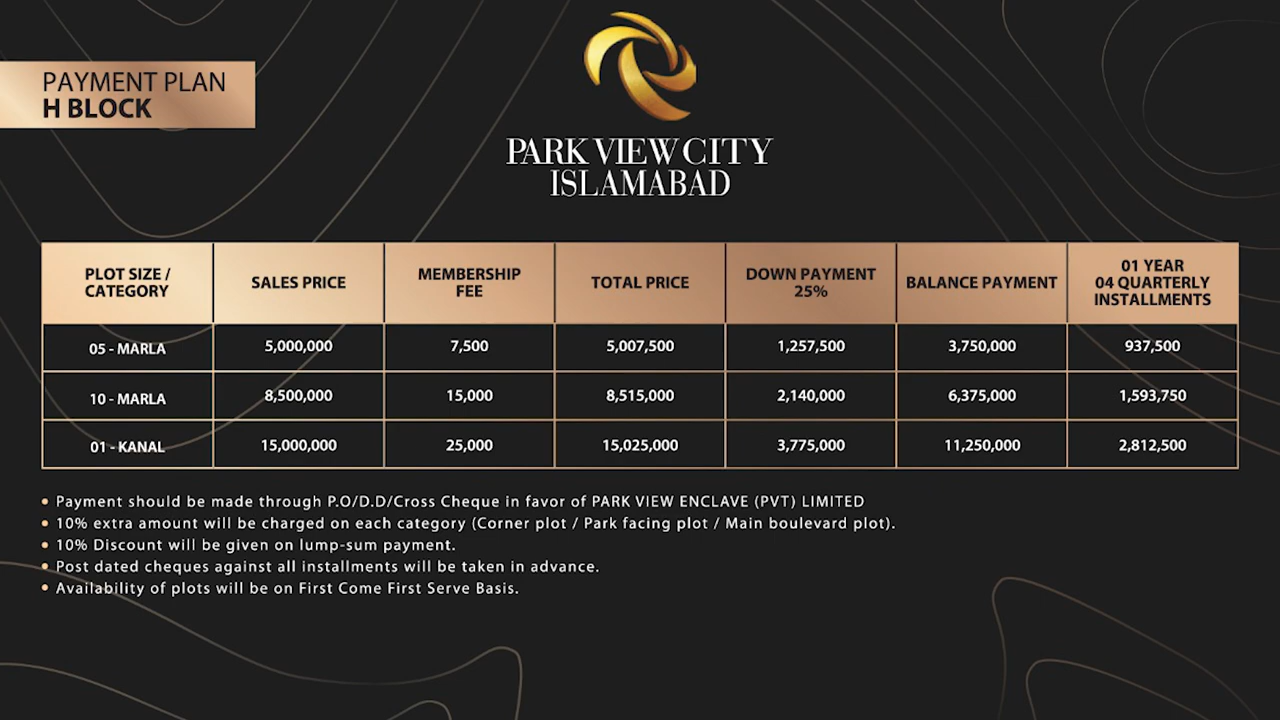 PAYMENT PLAN
H BLOCK
PARK VIEW CITY
ISLAMABAD
PLOT SIZE / CATEGORY SALES PRICE MEMBERSHIP FEE TOTAL PRICE DOWN PAYMENT 25% BALANCE PAYMENT 01 YEAR 04 QUARTERLY INSTALLMENTS
05 - MARLA 5,000,000 7,500 5,007,500 1,257,500 3,750,000 937,500
10 - MARLA 8,500,000 15,000 8,515,000 2,140,000 6,375,000 1,593,750
01 - KANAL 15,000,000 25,000 15,025,000 3,775,000 11,250,000 2,812,500
• Payment should be made through P.O/D.D/Cross Cheque in favor of PARK VIEW ENCLAVE (PVT) LIMITED
• 10% extra amount will be charged on each category (Corner plot / Park facing plot / Main boulevard plot).
• 10% Discount will be given on lump-sum payment.
• Post dated cheques against all installments will be taken in advance.
• Availability of plots will be on First Come First Serve Basis.